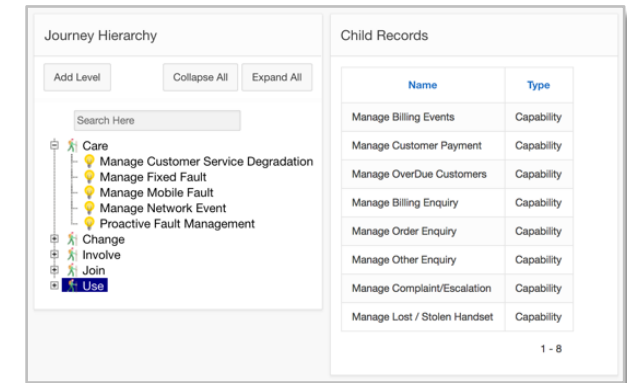 Journey Hierarchy
Add Level
Collapse All
Expand All
Search Here
Care
Manage Customer Service Degradation
Manage Fixed Fault
Manage Mobile Fault
Manage Network Event
Proactive Fault Management
Change
Involve
Join
Use
Child Records
Name Type
Manage Billing Events Capability
Manage Customer Payment Capability
Manage OverDue Customers Capability
Manage Billing Enquiry Capability
Manage Order Enquiry Capability
Manage Other Enquiry Capability
Manage Complaint/Escalation Capability
Manage Lost / Stolen Handset Capability
1 - 8